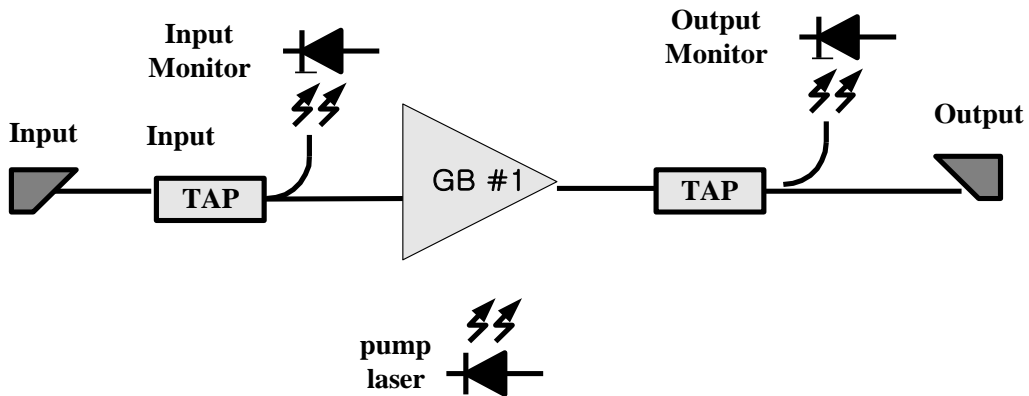 Input
Monitor
Output
Monitor
Input
Input
Output
TAP
GB #1
TAP
pump
laser